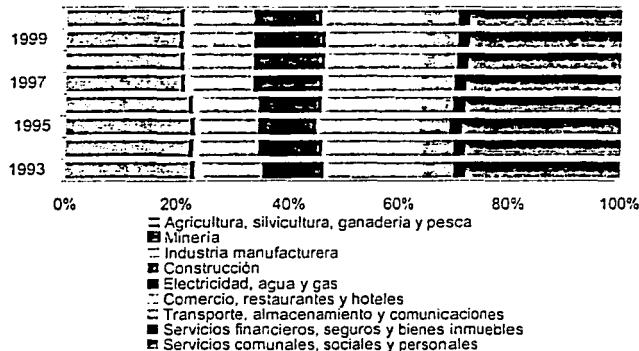 1999
1997
1995
1993
0% 20% 40% 60% 80% 100%
Agricultura, silvicultura, ganaderia y pesca
Minería
Industria manufacturera
Construcción
Electricidad, agua y gas
Comercio, restaurantes y hoteles
Transporte, almacenamiento y comunicaciones
Servicios financieros, seguros y bienes inmuebles
Servicios comunales, sociales y personales